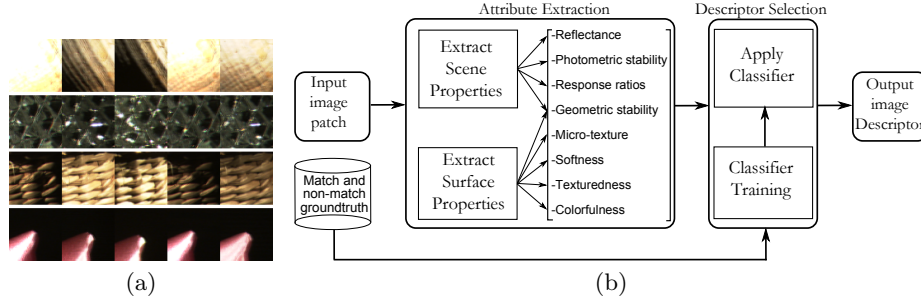 Attribute Extraction
Descriptor Selection
Input
image
patch
Match and
non-match
groundtruth
Extract
Scene
Properties
Extract
Surface
Properties
-Reflectance
-Photometric stability
-Response ratios
-Geometric stability
-Micro-texture
-Softness
-Texturedness
-Colorfulness
Apply
Classifier
Classifier
Training
Output
image
Descriptor
(a)
(b)